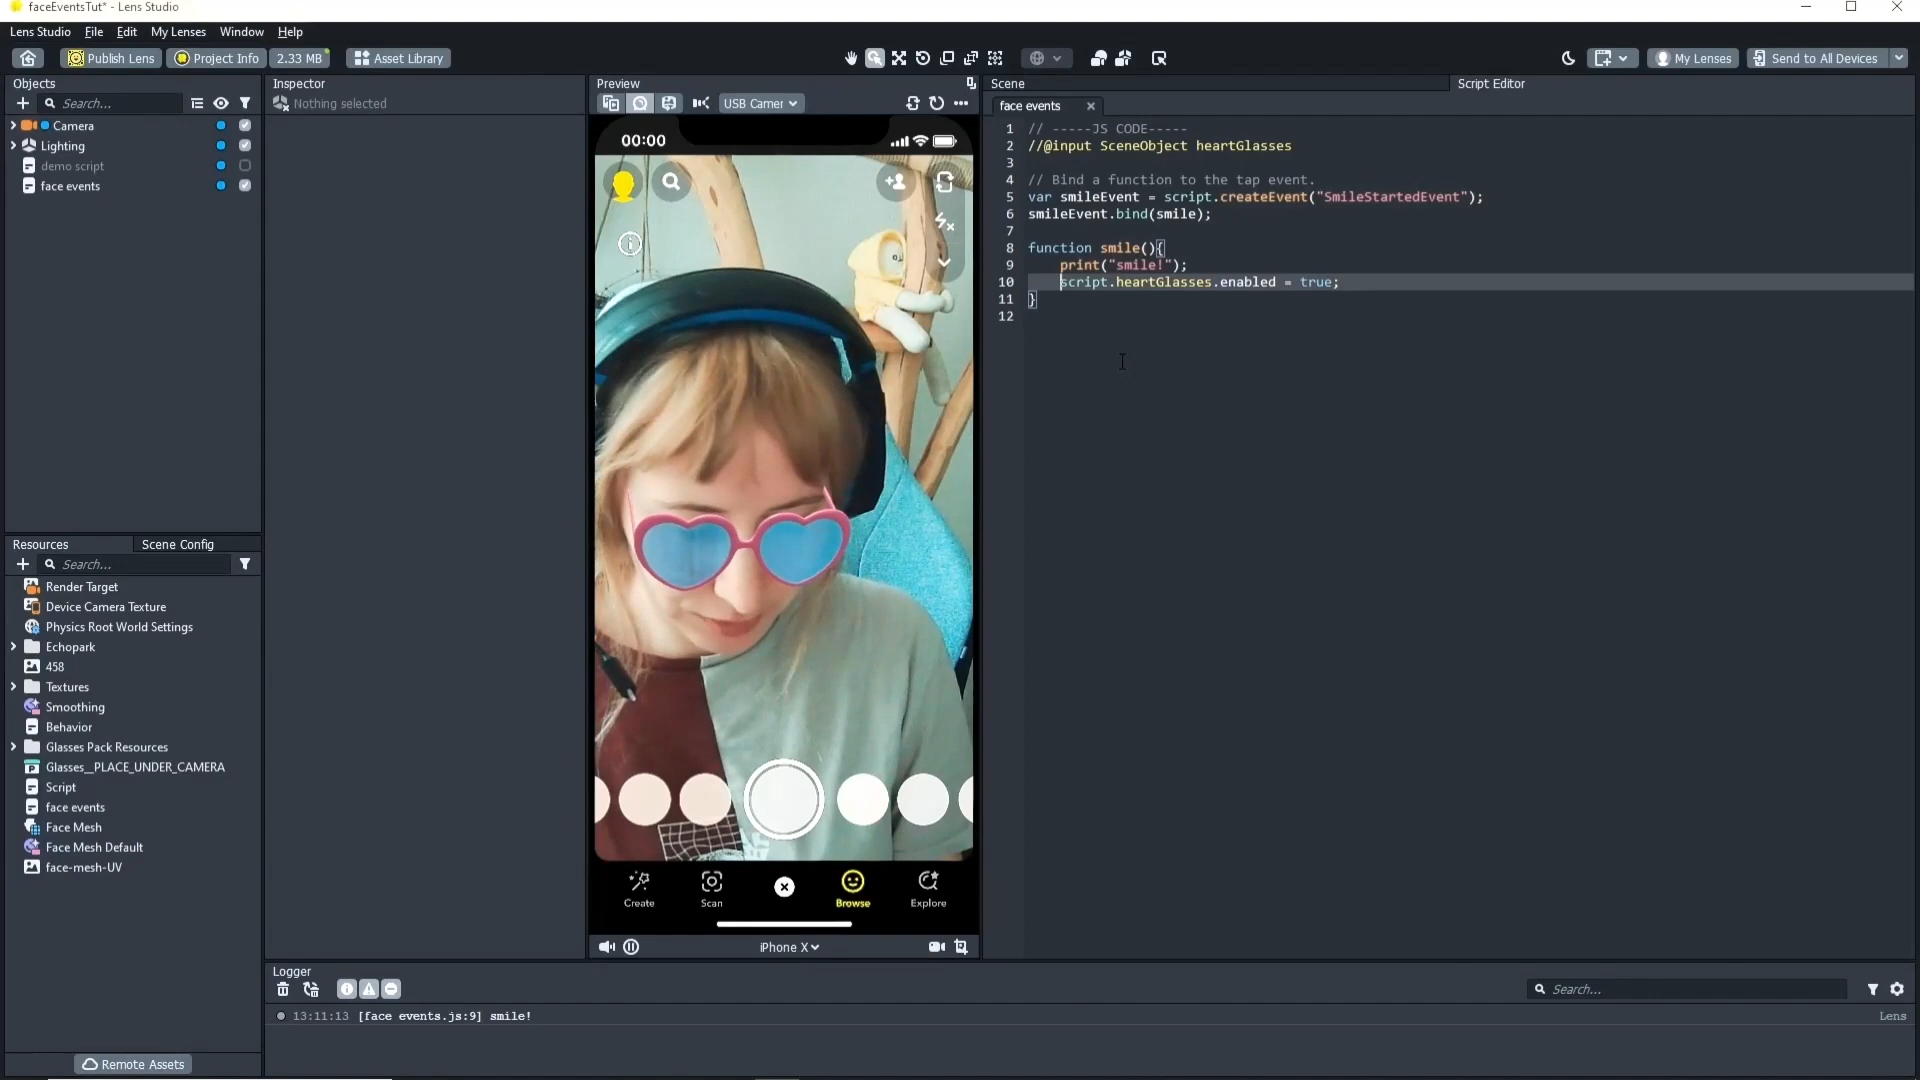 faceEventsTut* - Lens Studio
Lens Studio File Edit My Lenses Window Help
Publish Lens Project Info 2.33 MB Asset Library My Lenses Send to All Devices
Objects
Search...
Camera
Lighting
demo script
face events
Inspector
Nothing selected
Preview
USB Camer
00:00
Create Scan Browse Explore
iPhone X
Scene Script Editor
face events
1 // -----JS CODE-----
2 //@input SceneObject heartGlasses
3
4 // Bind a function to the tap event.
5 var smileEvent = script.createEvent("SmileStartedEvent");
6 smileEvent.bind(smile);
7
8 function smile(){
9 print("smile!");
10 script.heartGlasses.enabled = true;
11 }
12
Resources Scene Config
Search...
Render Target
Device Camera Texture
Physics Root World Settings
Echopark
458
Textures
Smoothing
Behavior
Glasses Pack Resources
Glasses__PLACE_UNDER_CAMERA
Script
face events
Face Mesh
Face Mesh Default
face-mesh-UV
Remote Assets
Logger
Search...
13:11:13 [face events.js:9] smile! Lens